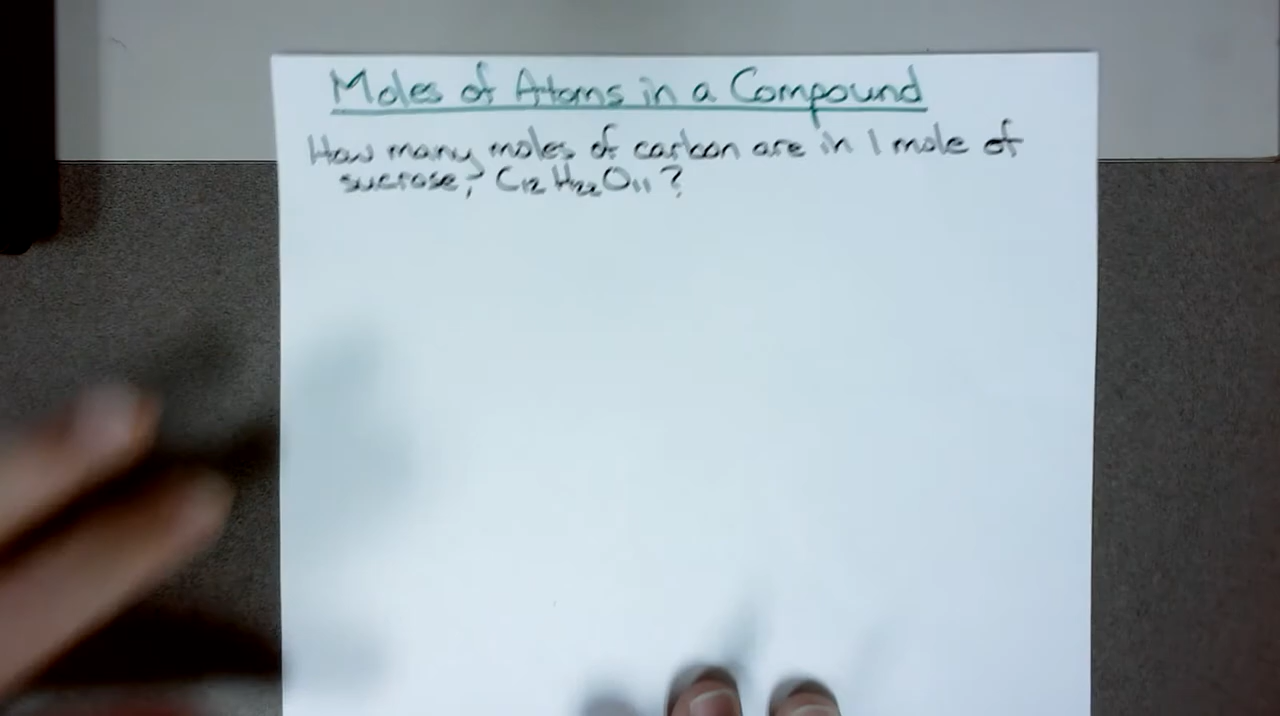 Moles of Atoms in a Compound
How many moles of carbon are in 1 mole of
sucrose, C₁₂H₂₂O₁₁?